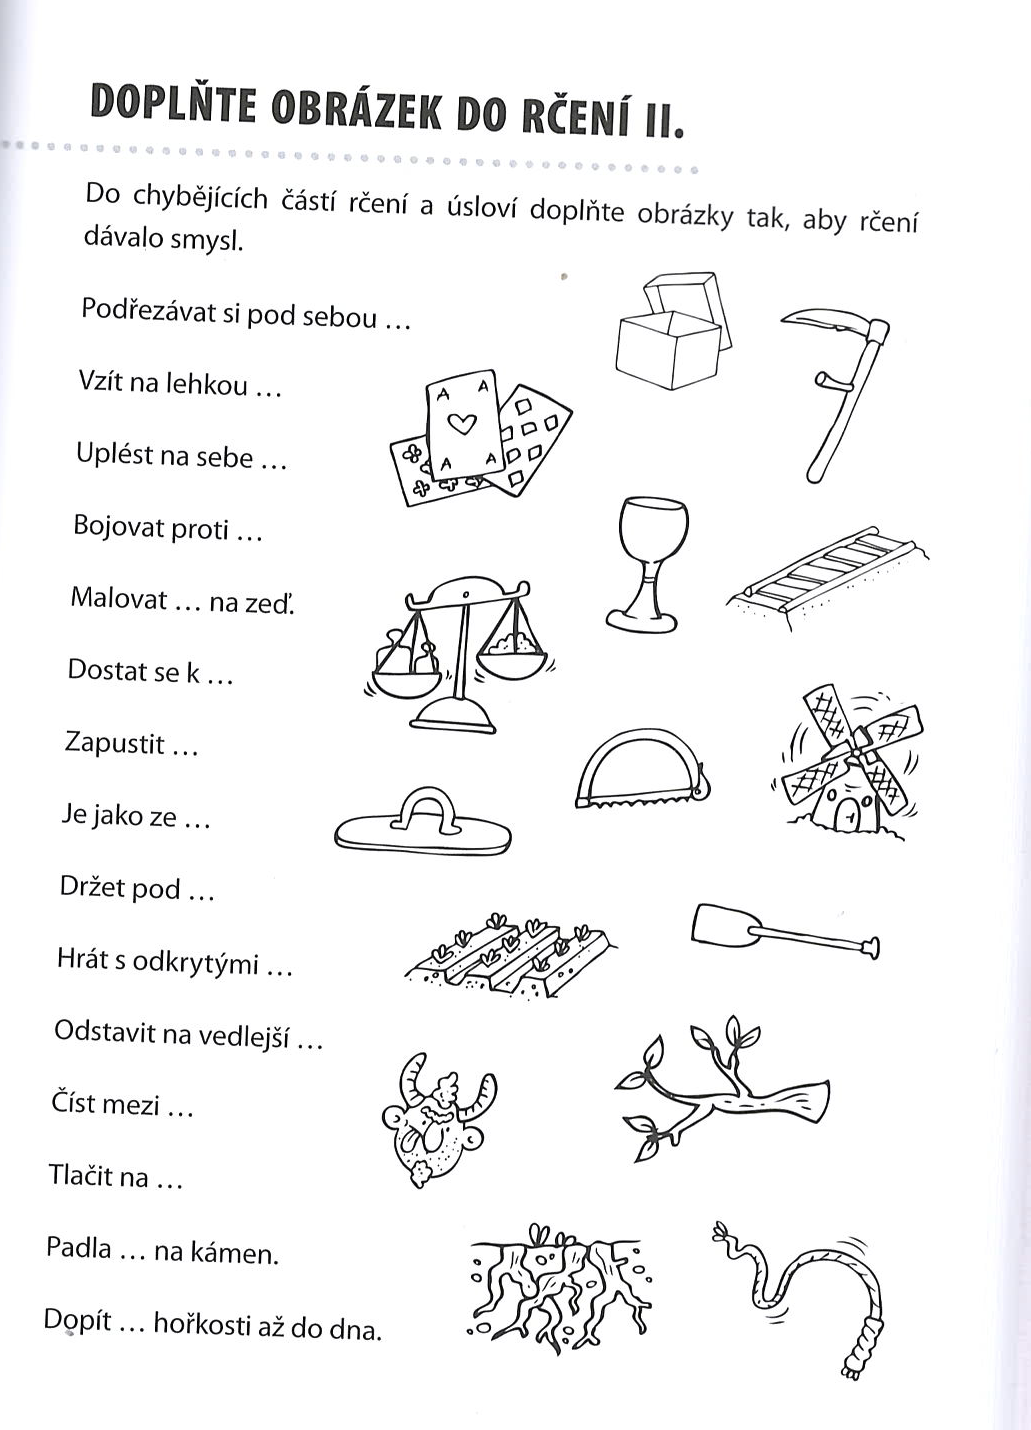 DOPLŇTE OBRÁZEK DO RČENÍ II.
Do chybějících částí rčení a úsloví doplňte obrázky tak, aby rčení
dávalo smysl.
Podřezávat si pod sebou ...
Vzít na lehkou ...
Uplést na sebe ...
Bojovat proti ...
Malovat ... na zeď.
Dostat se k ...
Zapustit ...
Je jako ze ...
Držet pod ...
Hrát s odkrytými ...
Odstavit na vedlejší ...
Číst mezi ...
Tlačit na ...
Padla ... na kámen.
Dopít ... hořkosti až do dna.
A A
A A